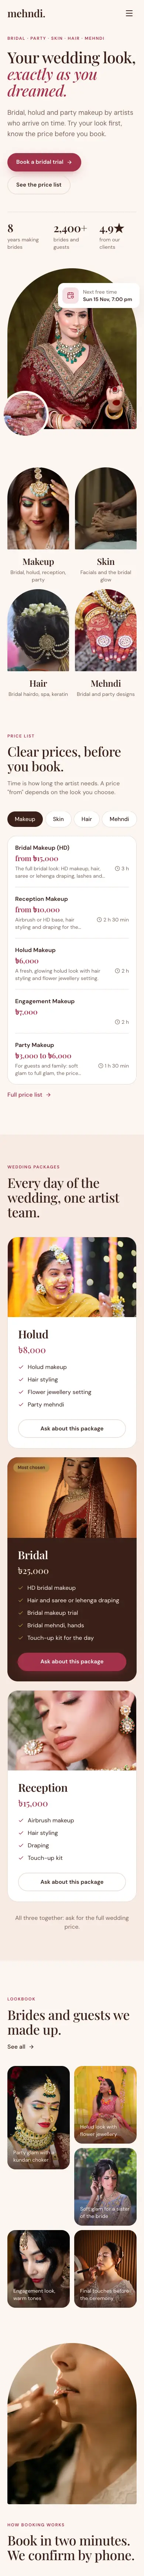 mehndi.
BRIDAL · PARTY · SKIN · HAIR · MEHNDI
Your wedding look,
exactly as you
dreamed.
Bridal, holud and party makeup by artists
who arrive on time. Try your look first,
know the price before you book.
Book a bridal trial →
See the price list
8
years making
brides
2,400+
brides and
guests
4.9★
from our
clients
Next free time
Sun 15 Nov, 7:00 pm
Makeup
Bridal, holud, reception,
party
Skin
Facials and the bridal
glow
Hair
Bridal hairdo, spa, keratin
Mehndi
Bridal and party designs
PRICE LIST
Clear prices, before
you book.
Time is how long the artist needs. A price
"from" depends on the look you choose.
Makeup
Skin
Hair
Mehndi
Bridal Makeup (HD)
from ৳15,000
The full bridal look: HD makeup, hair,
saree or lehenga draping, lashes and...
3 h
Reception Makeup
from ৳10,000
Airbrush or HD base, hair
styling and draping for the...
2 h 30 min
Holud Makeup
৳6,000
A fresh, glowing holud look with hair
styling and flower jewellery setting.
2 h
Engagement Makeup
৳7,000
2 h
Party Makeup
৳3,000 to ৳6,000
For guests and family: soft
glam to full glam, the price...
1 h 30 min
Full price list →
WEDDING PACKAGES
Every day of the
wedding, one artist
team.
Holud
৳8,000
Holud makeup
Hair styling
Flower jewellery setting
Party mehndi
Ask about this package
Most chosen
Bridal
৳25,000
HD bridal makeup
Hair and saree or lehenga draping
Bridal makeup trial
Bridal mehndi, hands
Touch-up kit for the day
Ask about this package
Reception
৳15,000
Airbrush makeup
Hair styling
Draping
Touch-up kit
Ask about this package
All three together: ask for the full wedding
price.
LOOKBOOK
Brides and guests we
made up.
See all →
Party glam with a
kundan choker
Holud look with
flower jewellery
Soft glam for a sister
of the bride
Engagement look,
warm tones
Final touches before
the ceremony
HOW BOOKING WORKS
Book in two minutes.
We confirm by phone.